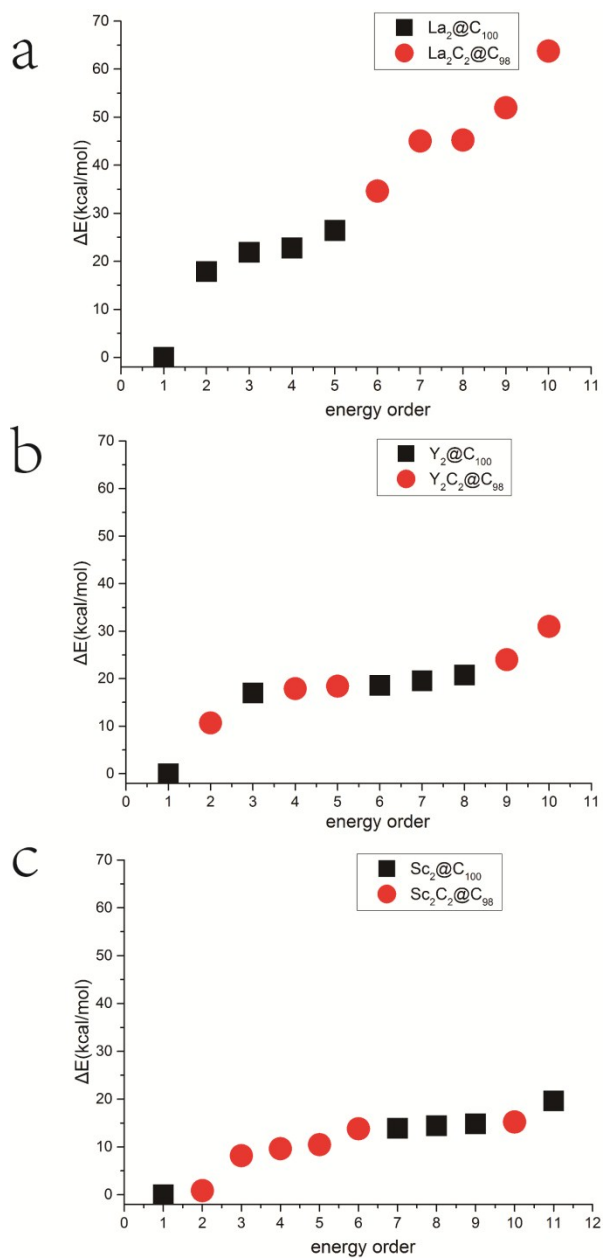 a
La₂@C₁₀₀
La₂C₂@C₉₈
ΔE(kcal/mol)
70
60
50
40
30
20
10
0
0 1 2 3 4 5 6 7 8 9 10 11
energy order
b
Y₂@C₁₀₀
Y₂C₂@C₉₈
ΔE(kcal/mol)
70
60
50
40
30
20
10
0
0 1 2 3 4 5 6 7 8 9 10 11
energy order
c
Sc₂@C₁₀₀
Sc₂C₂@C₉₈
ΔE(kcal/mol)
70
60
50
40
30
20
10
0
0 1 2 3 4 5 6 7 8 9 10 11 12
energy order